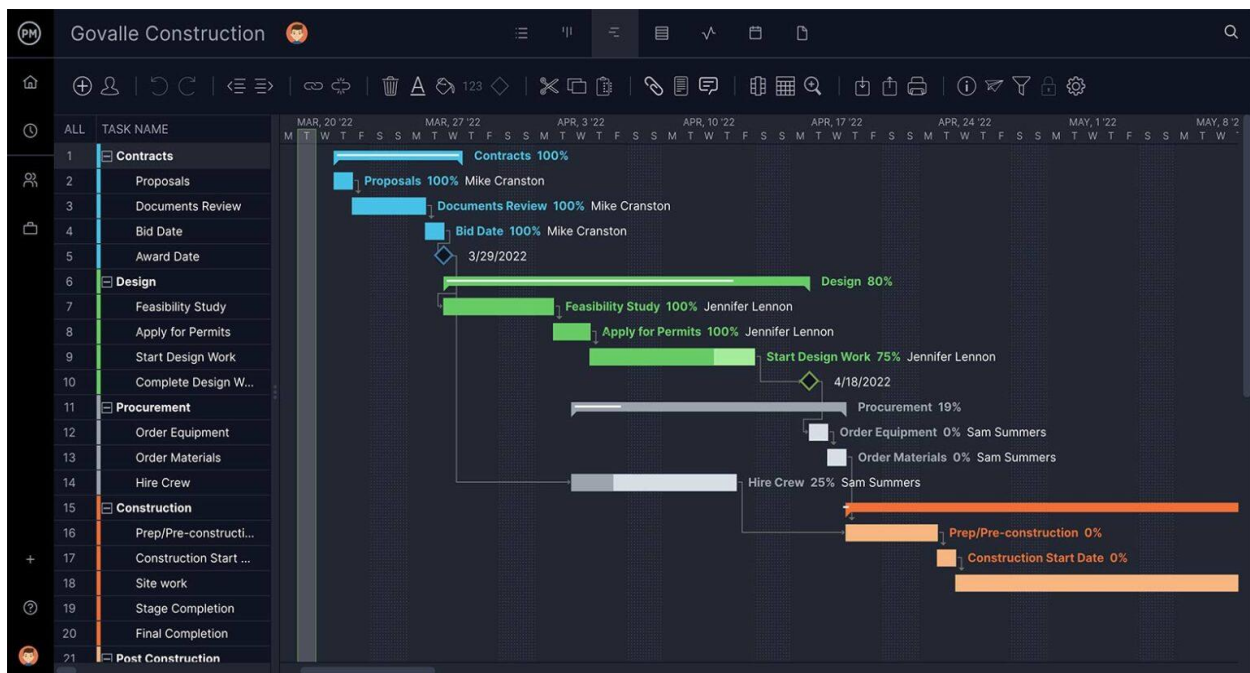 PM Govalle Construction
123
ALL TASK NAME MAR, 20 '22 MAR, 27 '22 APR, 3 '22 APR, 10 '22 APR, 17 '22 APR, 24 '22 MAY, 1 '22 MAY, 8 '2
M T W T F S S M T W T F S S M T W T F S S M T W T F S S M T W T F S S M T W T F S S M T W T F S S M T W
1 Contracts Contracts 100%
2 Proposals Proposals 100% Mike Cranston
3 Documents Review Documents Review 100% Mike Cranston
4 Bid Date Bid Date 100% Mike Cranston
5 Award Date 3/29/2022
6 Design Design 80%
7 Feasibility Study Feasibility Study 100% Jennifer Lennon
8 Apply for Permits Apply for Permits 100% Jennifer Lennon
9 Start Design Work Start Design Work 75% Jennifer Lennon
10 Complete Design W... 4/18/2022
11 Procurement Procurement 19%
12 Order Equipment Order Equipment 0% Sam Summers
13 Order Materials Order Materials 0% Sam Summers
14 Hire Crew Hire Crew 25% Sam Summers
15 Construction
16 Prep/Pre-constructi... Prep/Pre-construction 0%
17 Construction Start ... Construction Start Date 0%
18 Site work
19 Stage Completion
20 Final Completion
21 Post Construction